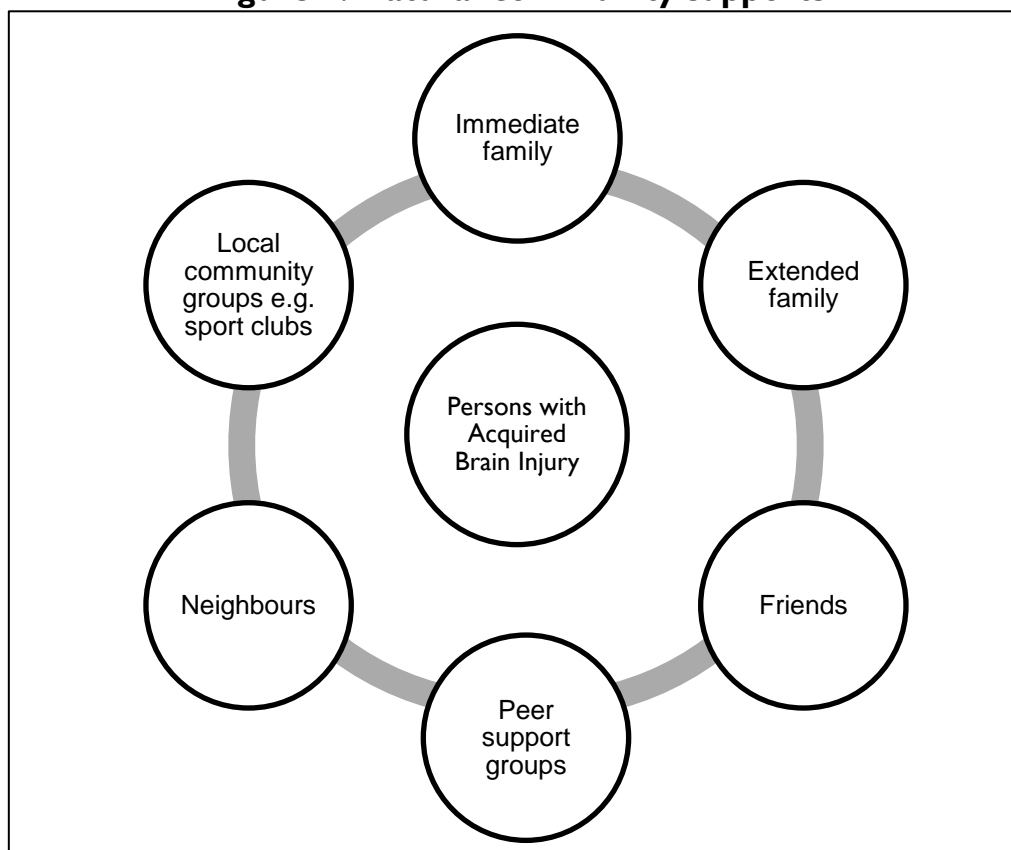 Immediate
family
Extended
family
Friends
Peer
support
groups
Neighbours
Local
community
groups e.g.
sport clubs
Persons with
Acquired
Brain Injury